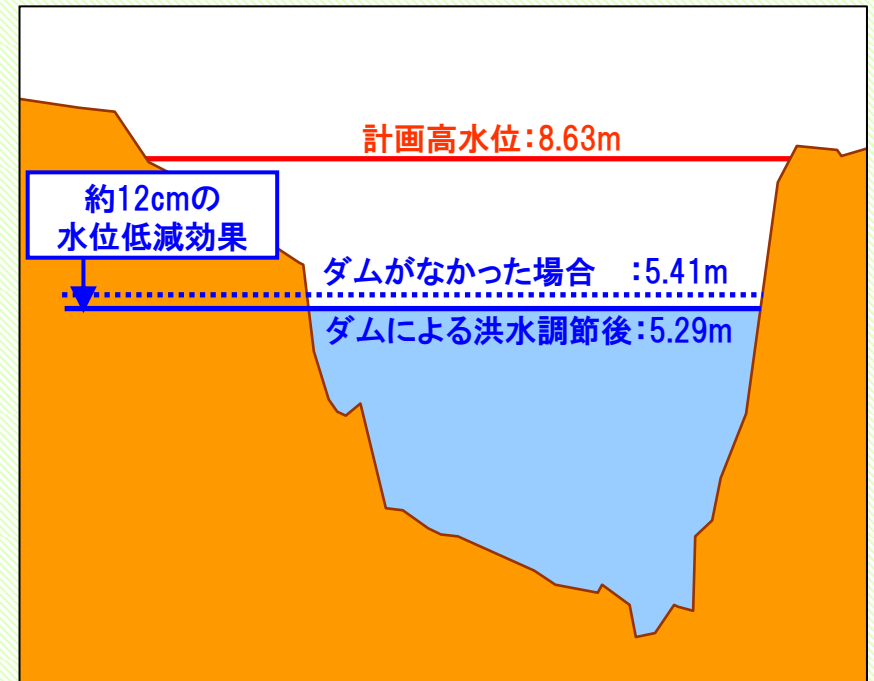 計画高水位：8.63m
約12cmの
水位低減効果
ダムがなかった場合　：5.41m
ダムによる洪水調節後：5.29m